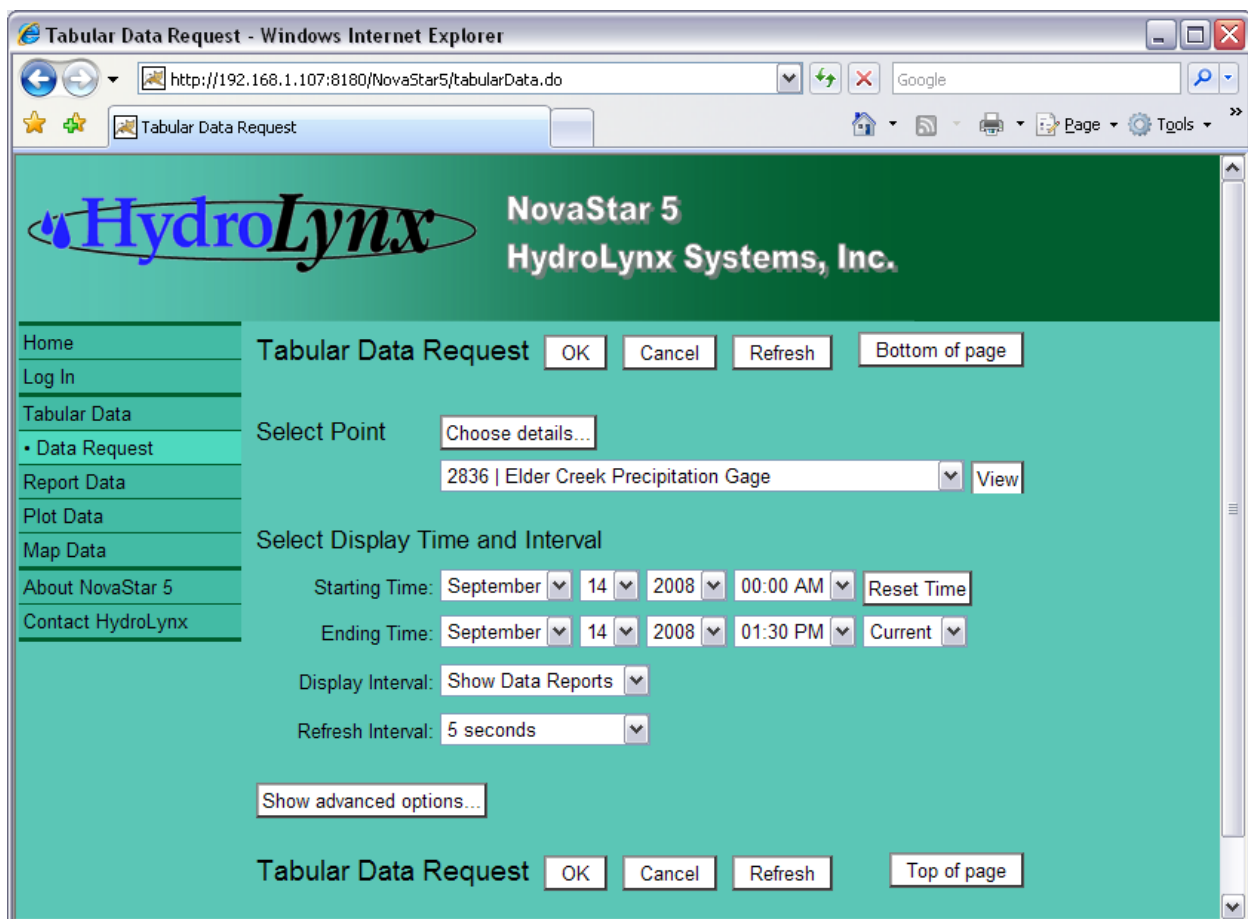 Tabular Data Request - Windows Internet Explorer
http://192.168.1.107:8180/NovaStar5/tabularData.do
Google
Tabular Data Request
Page
Tools
»
HydroLynx
NovaStar 5
HydroLynx Systems, Inc.
Home
Log In
Tabular Data
• Data Request
Report Data
Plot Data
Map Data
About NovaStar 5
Contact HydroLynx
Tabular Data Request OK Cancel Refresh Bottom of page
Select Point Choose details...
2836 | Elder Creek Precipitation Gage View
Select Display Time and Interval
Starting Time: September 14 2008 00:00 AM Reset Time
Ending Time: September 14 2008 01:30 PM Current
Display Interval: Show Data Reports
Refresh Interval: 5 seconds
Show advanced options...
Tabular Data Request OK Cancel Refresh Top of page